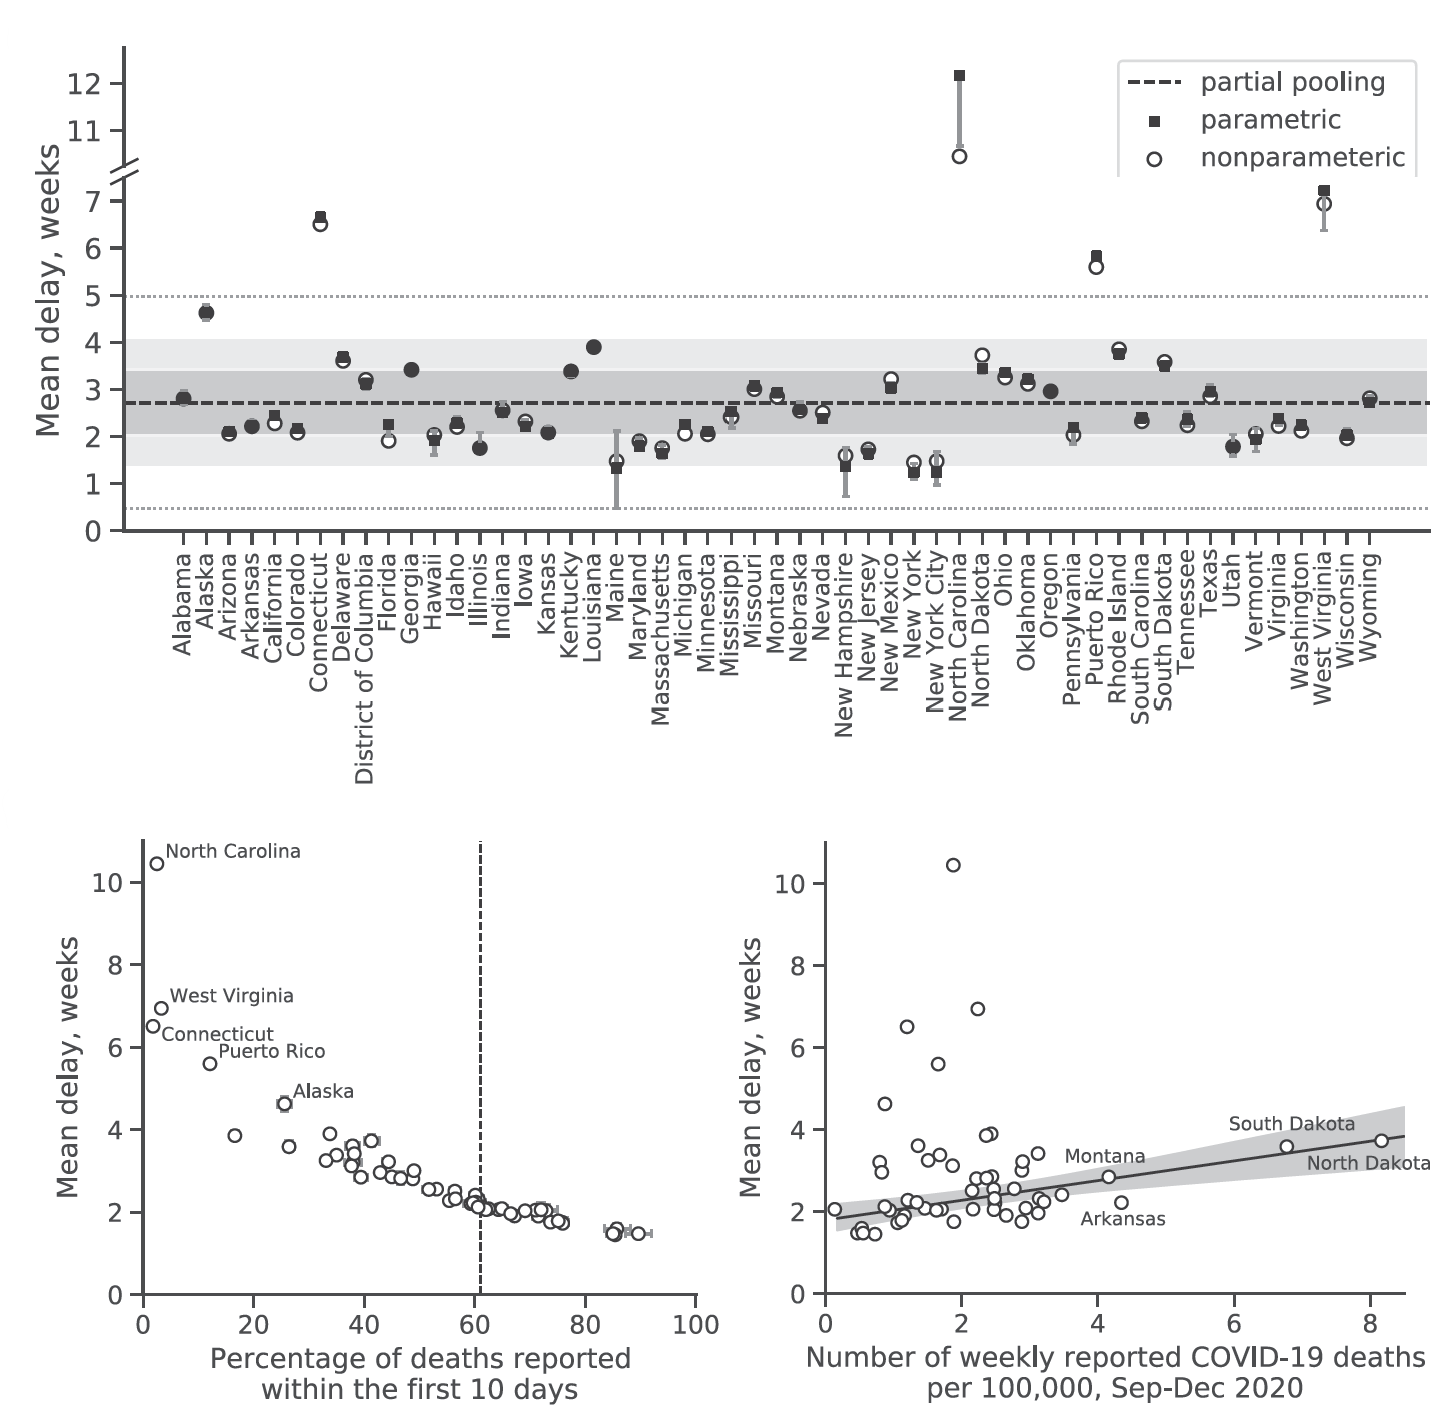 12
11
7
6
5
4
3
2
1
0
Mean delay, weeks
partial pooling
parametric
nonparameteric
Alabama
Alaska
Arizona
Arkansas
California
Colorado
Connecticut
Delaware
District of Columbia
Florida
Georgia
Hawaii
Idaho
Illinois
Indiana
Iowa
Kansas
Kentucky
Louisiana
Maine
Maryland
Massachusetts
Michigan
Minnesota
Mississippi
Missouri
Montana
Nebraska
Nevada
New Hampshire
New Jersey
New Mexico
New York
New York City
North Carolina
North Dakota
Ohio
Oklahoma
Oregon
Pennsylvania
Puerto Rico
Rhode Island
South Carolina
South Dakota
Tennessee
Texas
Utah
Vermont
Virginia
Washington
West Virginia
Wisconsin
Wyoming
Mean delay, weeks
10
8
6
4
2
0
North Carolina
West Virginia
Connecticut
Puerto Rico
Alaska
0 20 40 60 80 100
Percentage of deaths reported
within the first 10 days
Mean delay, weeks
10
8
6
4
2
0
South Dakota
Montana
North Dakota
Arkansas
0 2 4 6 8
Number of weekly reported COVID-19 deaths
per 100,000, Sep-Dec 2020